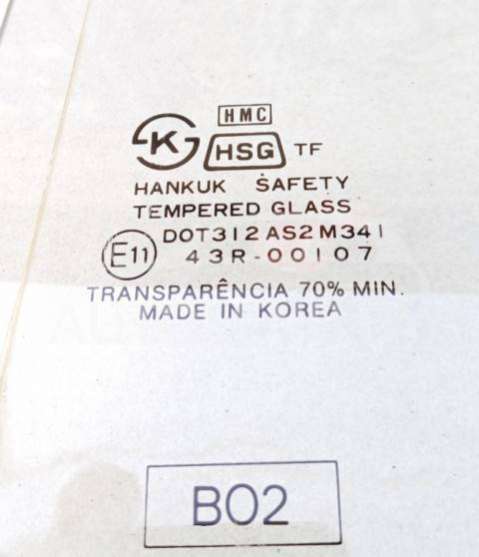 HMC
K HSG TF
HANKUK SAFETY
TEMPERED GLASS
DOT312 AS2 M341
E11 43R-00107
TRANSPARÊNCIA 70% MIN.
MADE IN KOREA
B02